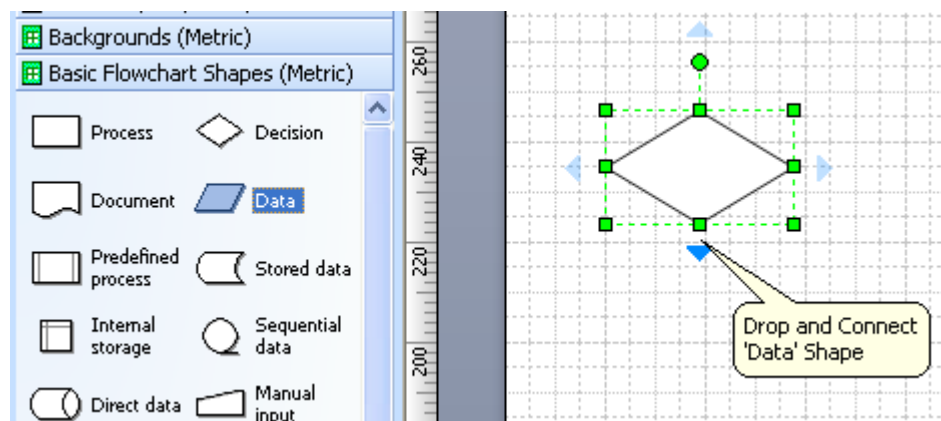 Backgrounds (Metric)
Basic Flowchart Shapes (Metric)
Process
Decision
Document
Data
Predefined
process
Stored data
Internal
storage
Sequential
data
Direct data
Manual
input
260
240
220
200
Drop and Connect
'Data' Shape